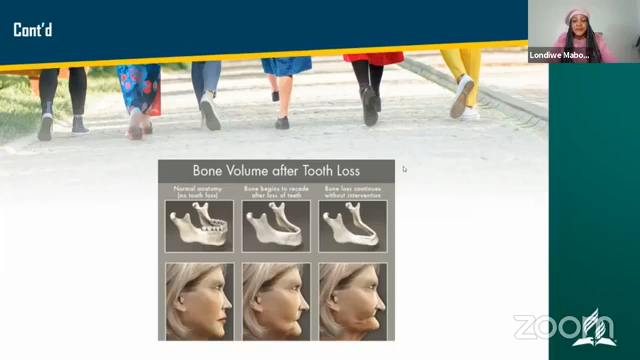 Cont'd
Londiwe Mabo...
Bone Volume after Tooth Loss
Normal anatomy
(no tooth loss)
Bone begins to recede
after loss of teeth
Bone loss continues
without intervention
zoom